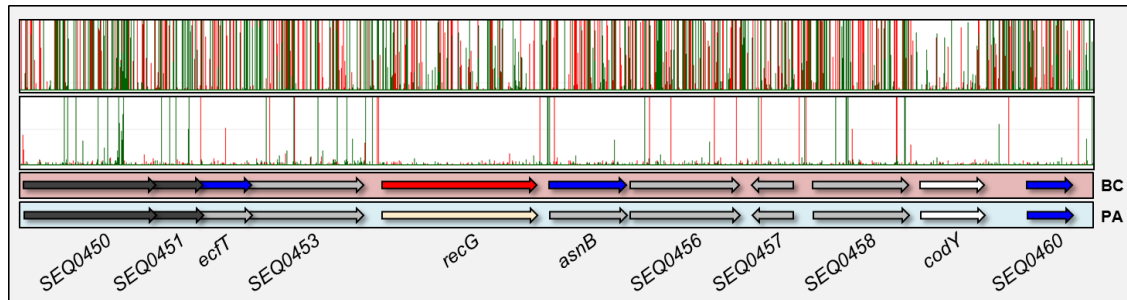 BC
PA
SEQ0450
SEQ0451
ecfT
SEQ0453
recG
asnB
SEQ0456
SEQ0457
SEQ0458
codY
SEQ0460